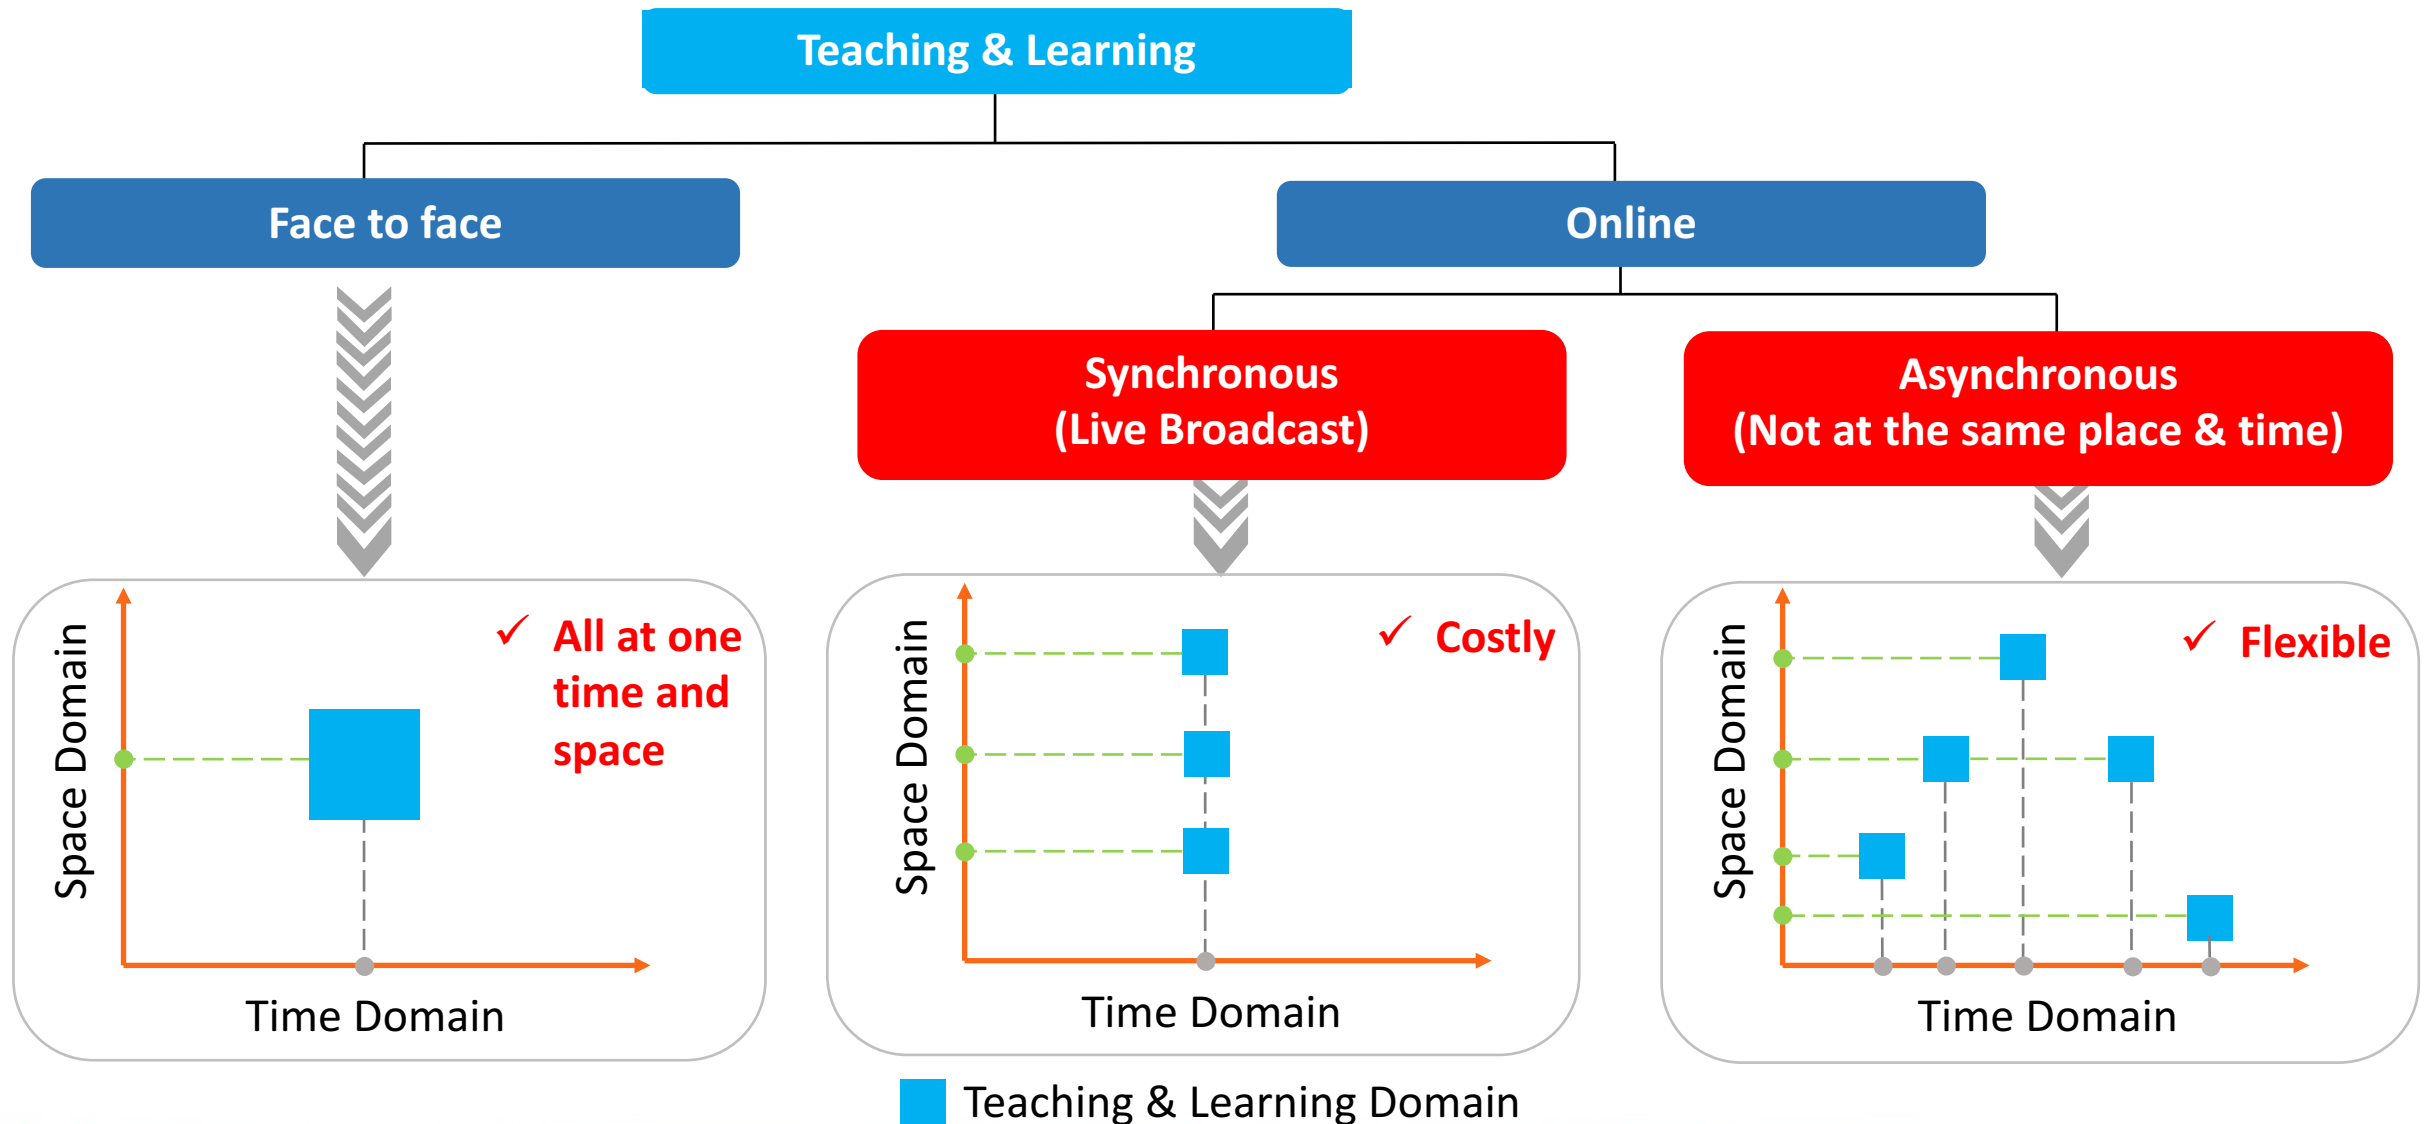 Teaching & Learning
Face to face
Online
Synchronous
(Live Broadcast)
Asynchronous
(Not at the same place & time)
Space Domain
✓ All at one
time and
space
Time Domain
Space Domain
✓ Costly
Time Domain
Space Domain
✓ Flexible
Time Domain
Teaching & Learning Domain